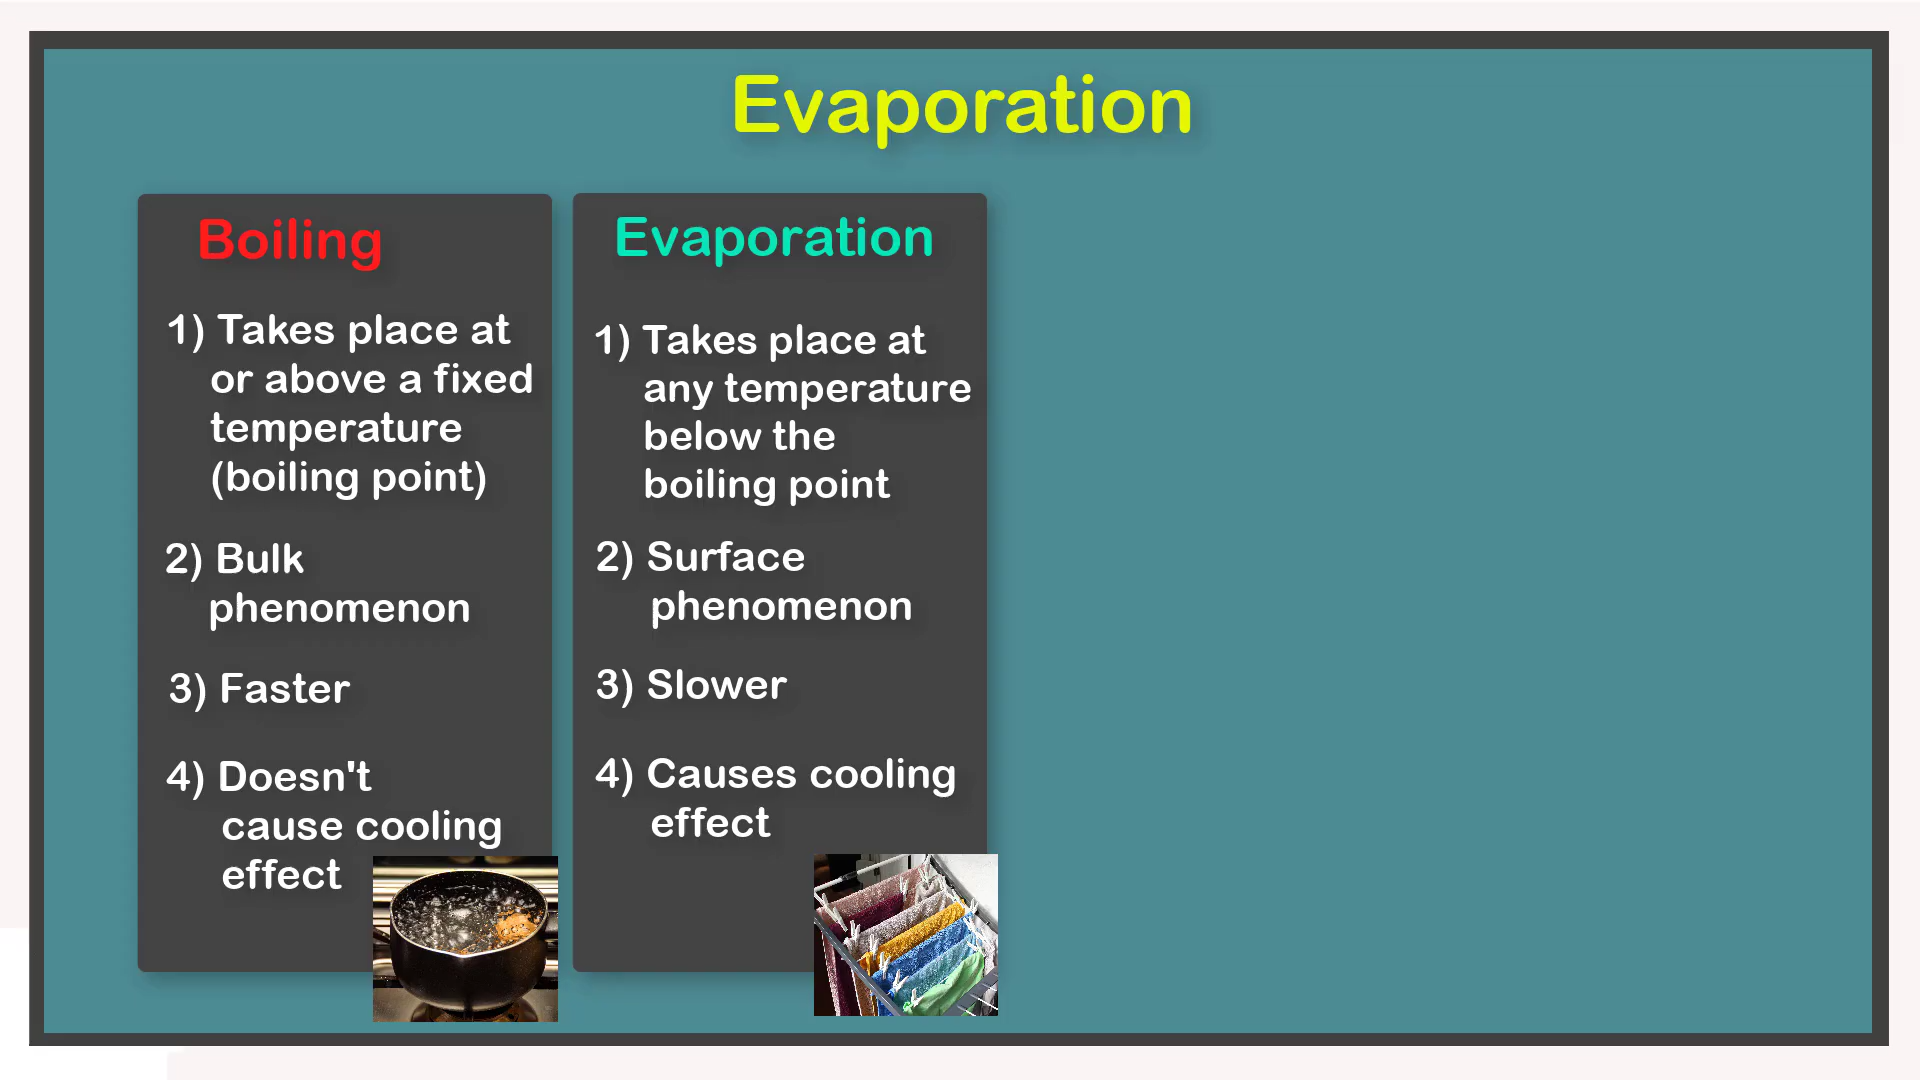 Evaporation
Boiling
1) Takes place at
or above a fixed
temperature
(boiling point)
2) Bulk
phenomenon
3) Faster
4) Doesn't
cause cooling
effect
Evaporation
1) Takes place at
any temperature
below the
boiling point
2) Surface
phenomenon
3) Slower
4) Causes cooling
effect